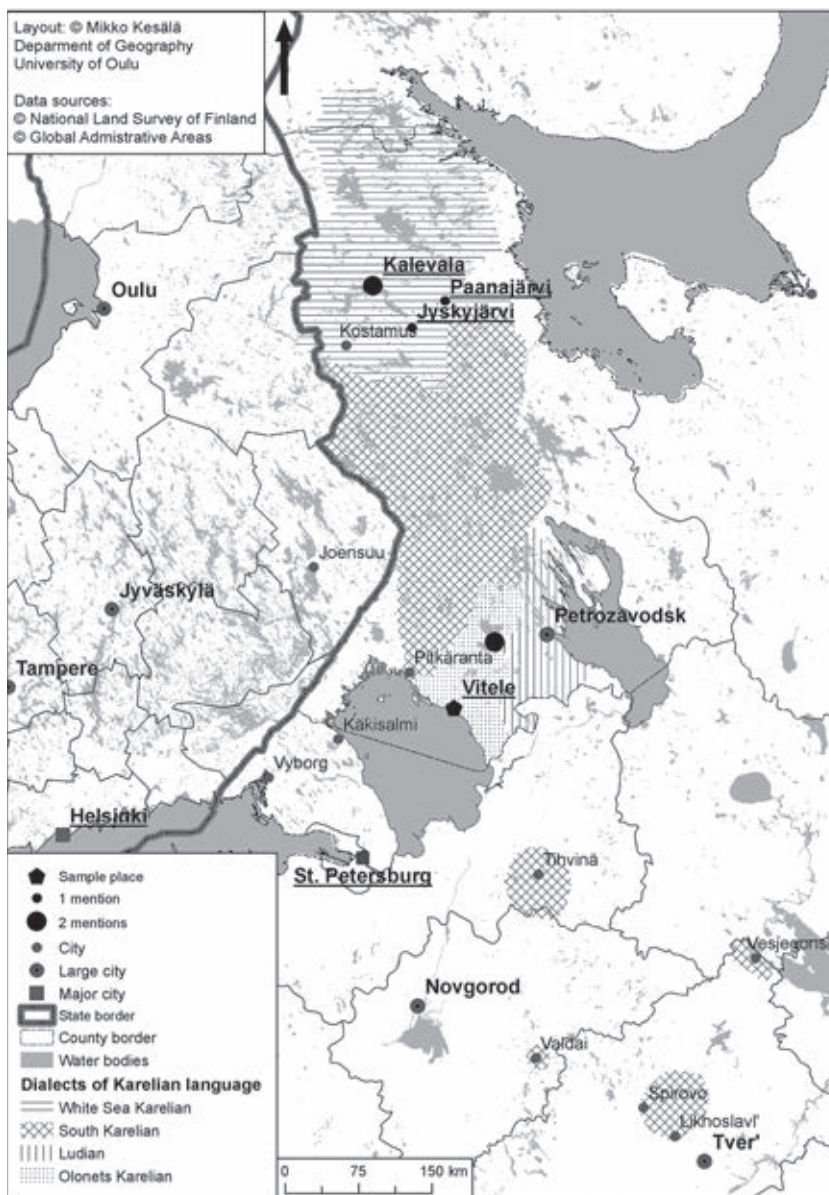 Layout: © Mikko Kesälä
Deparment of Geography
University of Oulu
Data sources:
© National Land Survey of Finland
© Global Admistrative Areas
Kalevala
Paanajärvi
Oulu
Jyskyjärvi
Kostamus
Joensuu
Jyväskylä
Petrozavodsk
Tampere
Pitkäranta
Vitele
Käkisalmi
Vyborg
Helsinki
St. Petersburg
Tihvinä
Vesjegonsk
Novgorod
Valdai
Spirovo
Likhoslavl'
Tver'
Sample place
1 mention
2 mentions
City
Large city
Major city
State border
County border
Water bodies
Dialects of Karelian language
White Sea Karelian
South Karelian
Ludian
Olonets Karelian
0 75 150 km